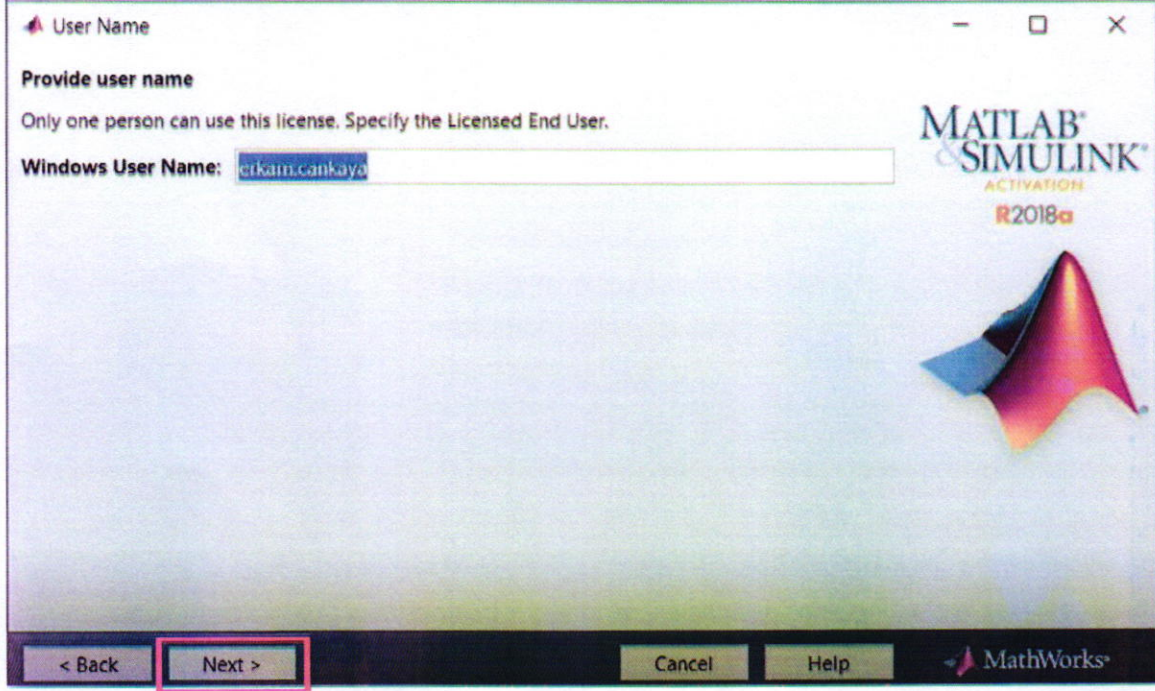 User Name
Provide user name
Only one person can use this license. Specify the Licensed End User.
Windows User Name: erkam.cankaya
MATLAB®
&SIMULINK®
ACTIVATION
R2018a
< Back
Next >
Cancel
Help
MathWorks®